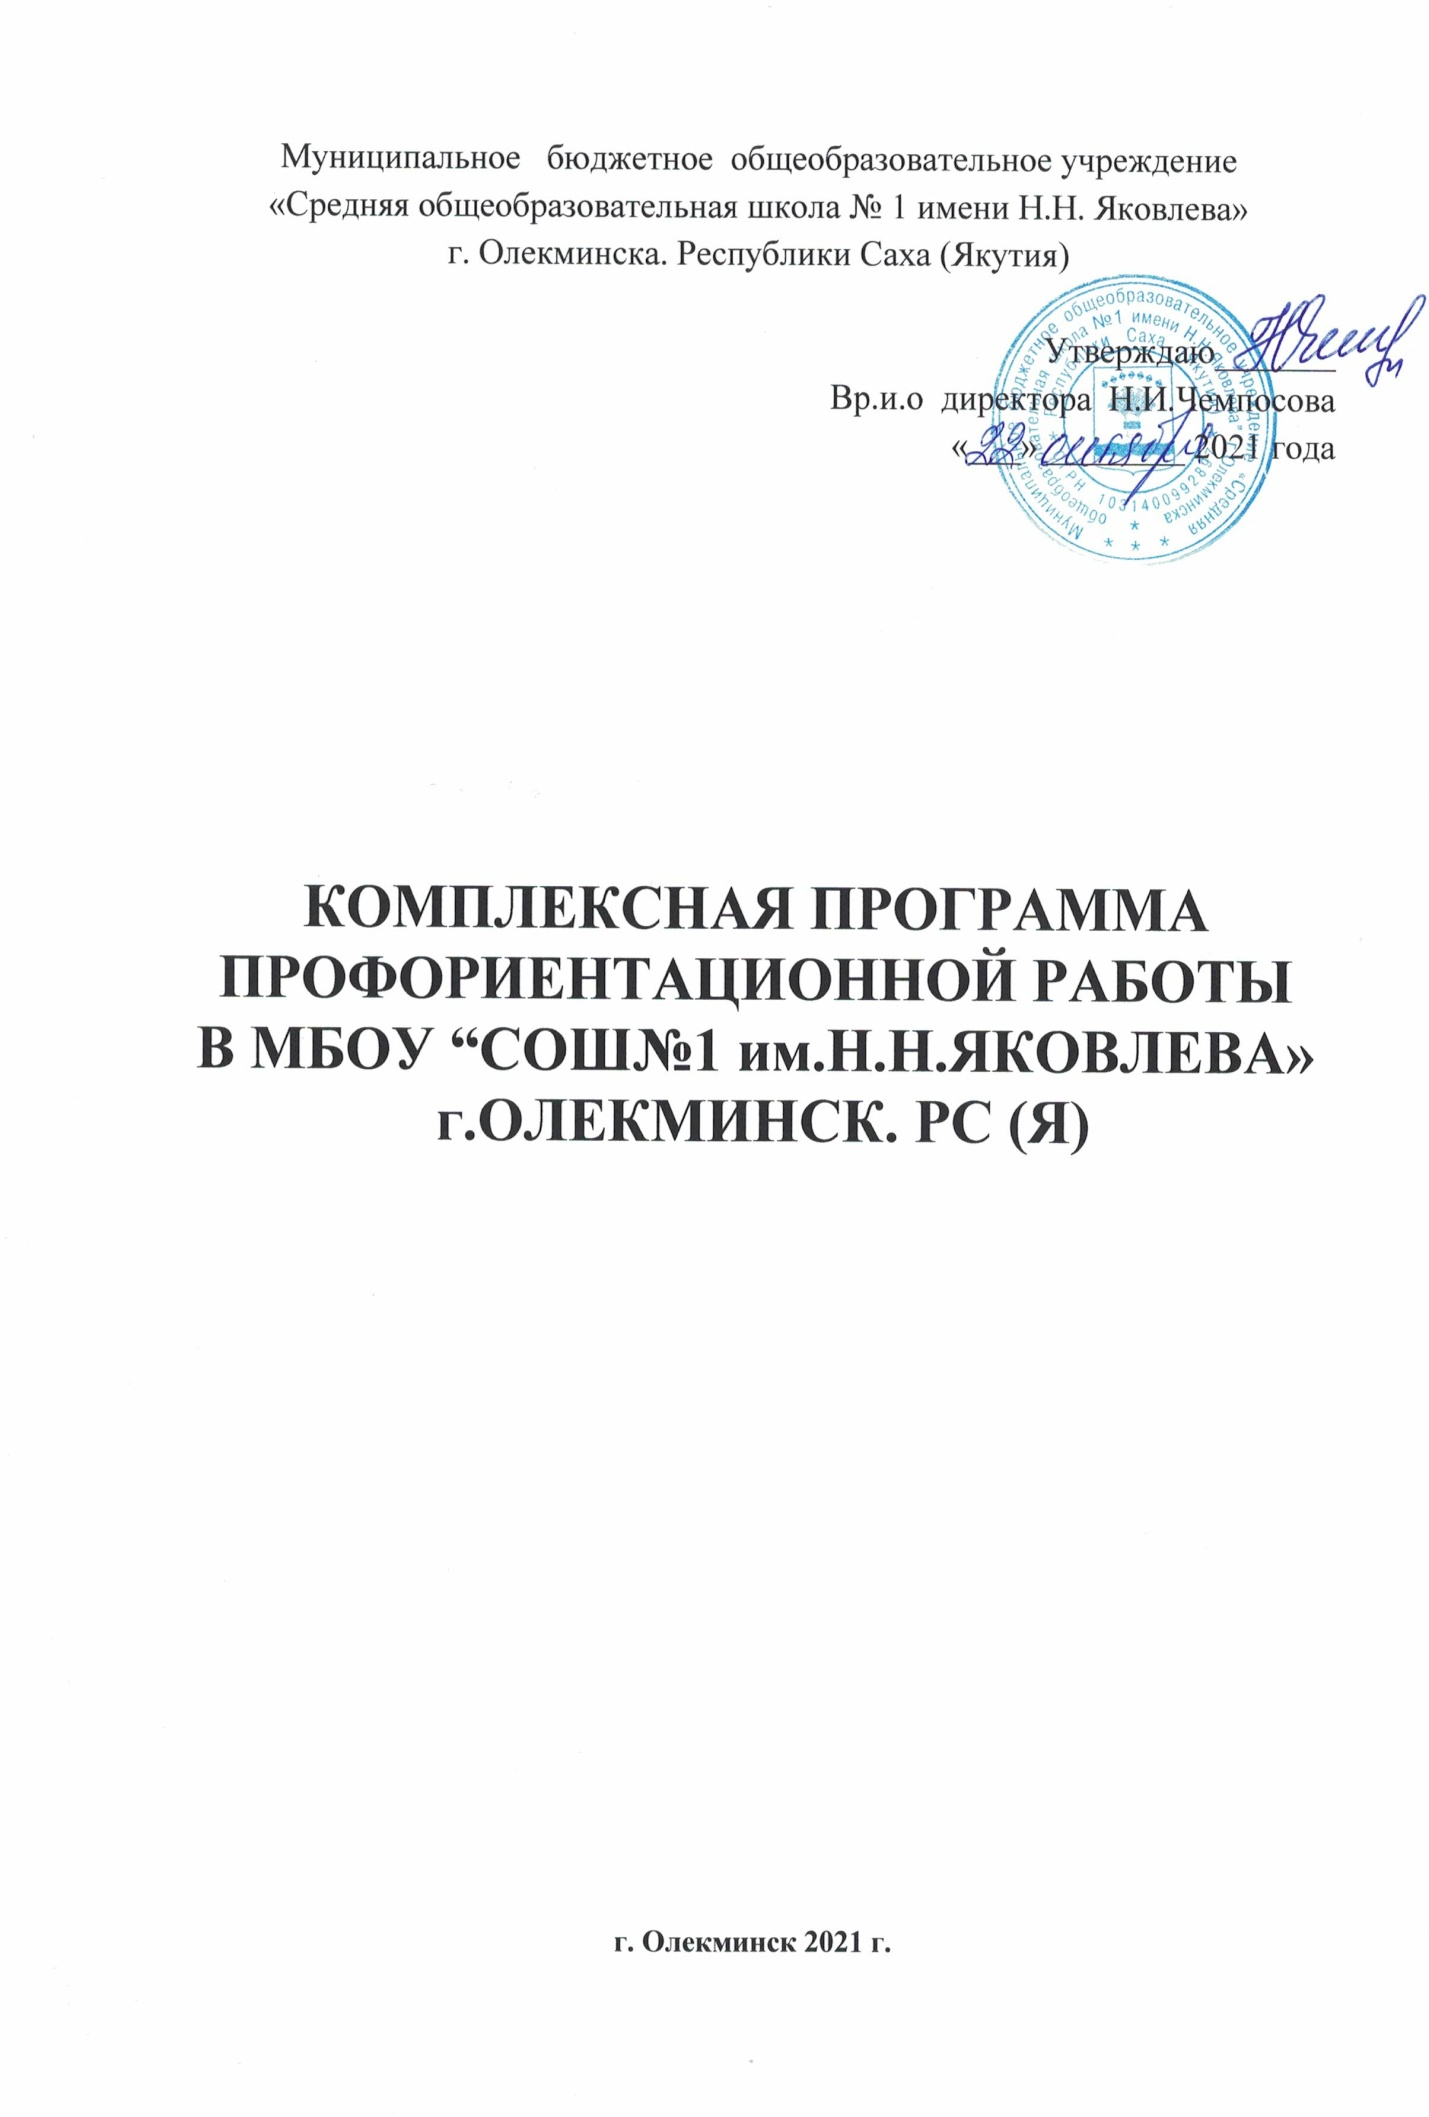 Муниципальное бюджетное общеобразовательное учреждение
«Средняя общеобразовательная школа № 1 имени Н.Н. Яковлева»
г. Олекминска. Республики Саха (Якутия)
Утверждаю
Вр.и.о директора Н.И.Чемпосова
«22» 2021 года
КОМПЛЕКСНАЯ ПРОГРАММА
ПРОФОРИЕНТАЦИОННОЙ РАБОТЫ
В МБОУ “СОШ№1 им.Н.Н.ЯКОВЛЕВА»
г.ОЛЕКМИНСК. РС (Я)
г. Олекминск 2021 г.